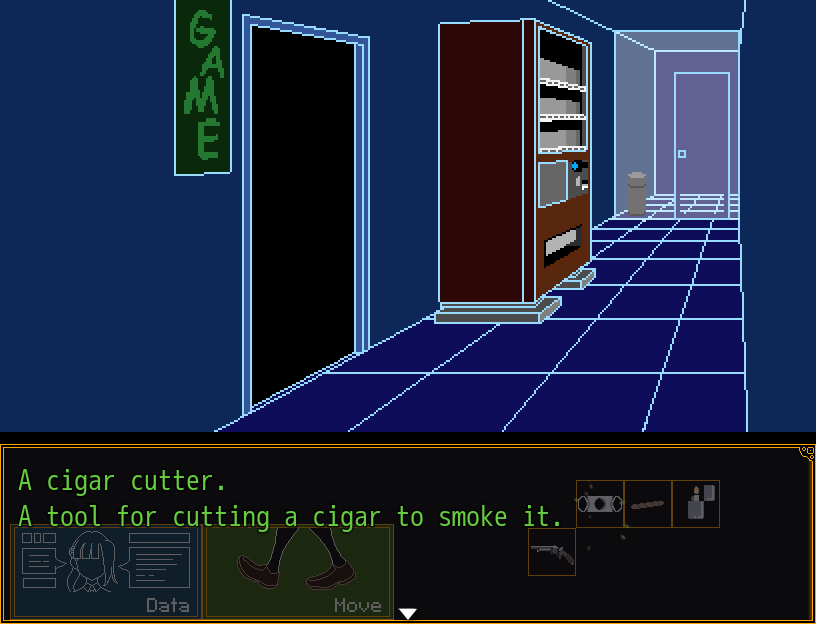 GAME
A cigar cutter.
A tool for cutting a cigar to smoke it.
Data
Move